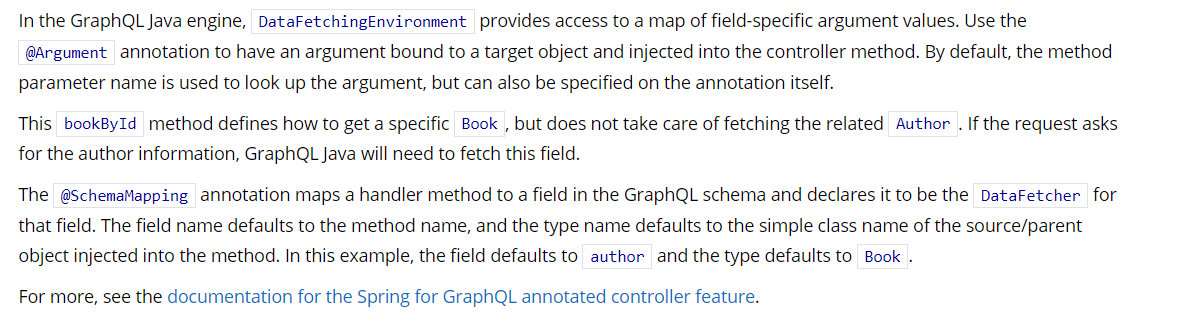 In the GraphQL Java engine, DataFetchingEnvironment provides access to a map of field-specific argument values. Use the
@Argument annotation to have an argument bound to a target object and injected into the controller method. By default, the method
parameter name is used to look up the argument, but can also be specified on the annotation itself.
This bookById method defines how to get a specific Book , but does not take care of fetching the related Author . If the request asks
for the author information, GraphQL Java will need to fetch this field.
The @SchemaMapping annotation maps a handler method to a field in the GraphQL schema and declares it to be the DataFetcher for
that field. The field name defaults to the method name, and the type name defaults to the simple class name of the source/parent
object injected into the method. In this example, the field defaults to author and the type defaults to Book .
For more, see the documentation for the Spring for GraphQL annotated controller feature.